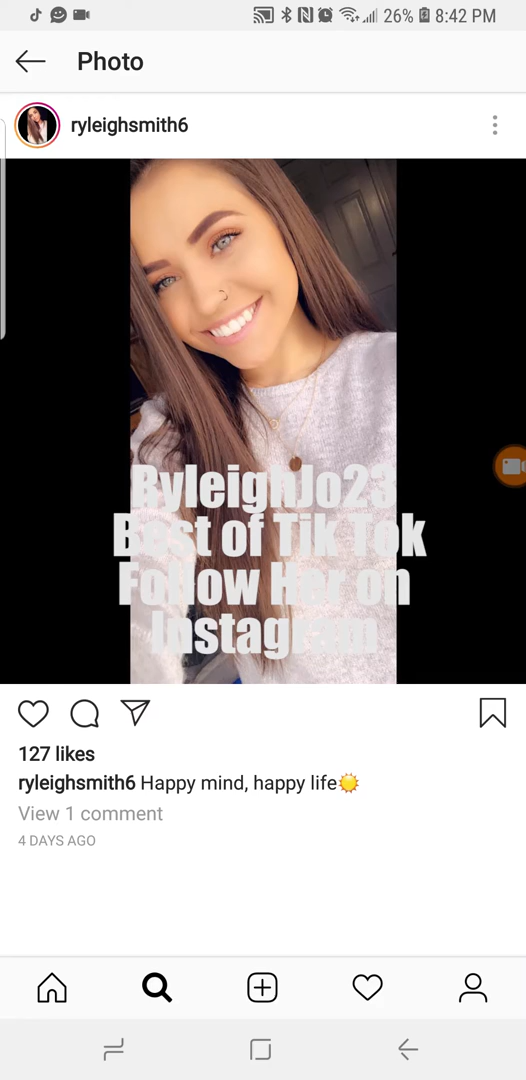 26% 8:42 PM
Photo
ryleighsmith6
RyleighJo23
Best of Tik Tok
Follow Her on
Instagram
127 likes
ryleighsmith6 Happy mind, happy life🌞
View 1 comment
4 DAYS AGO